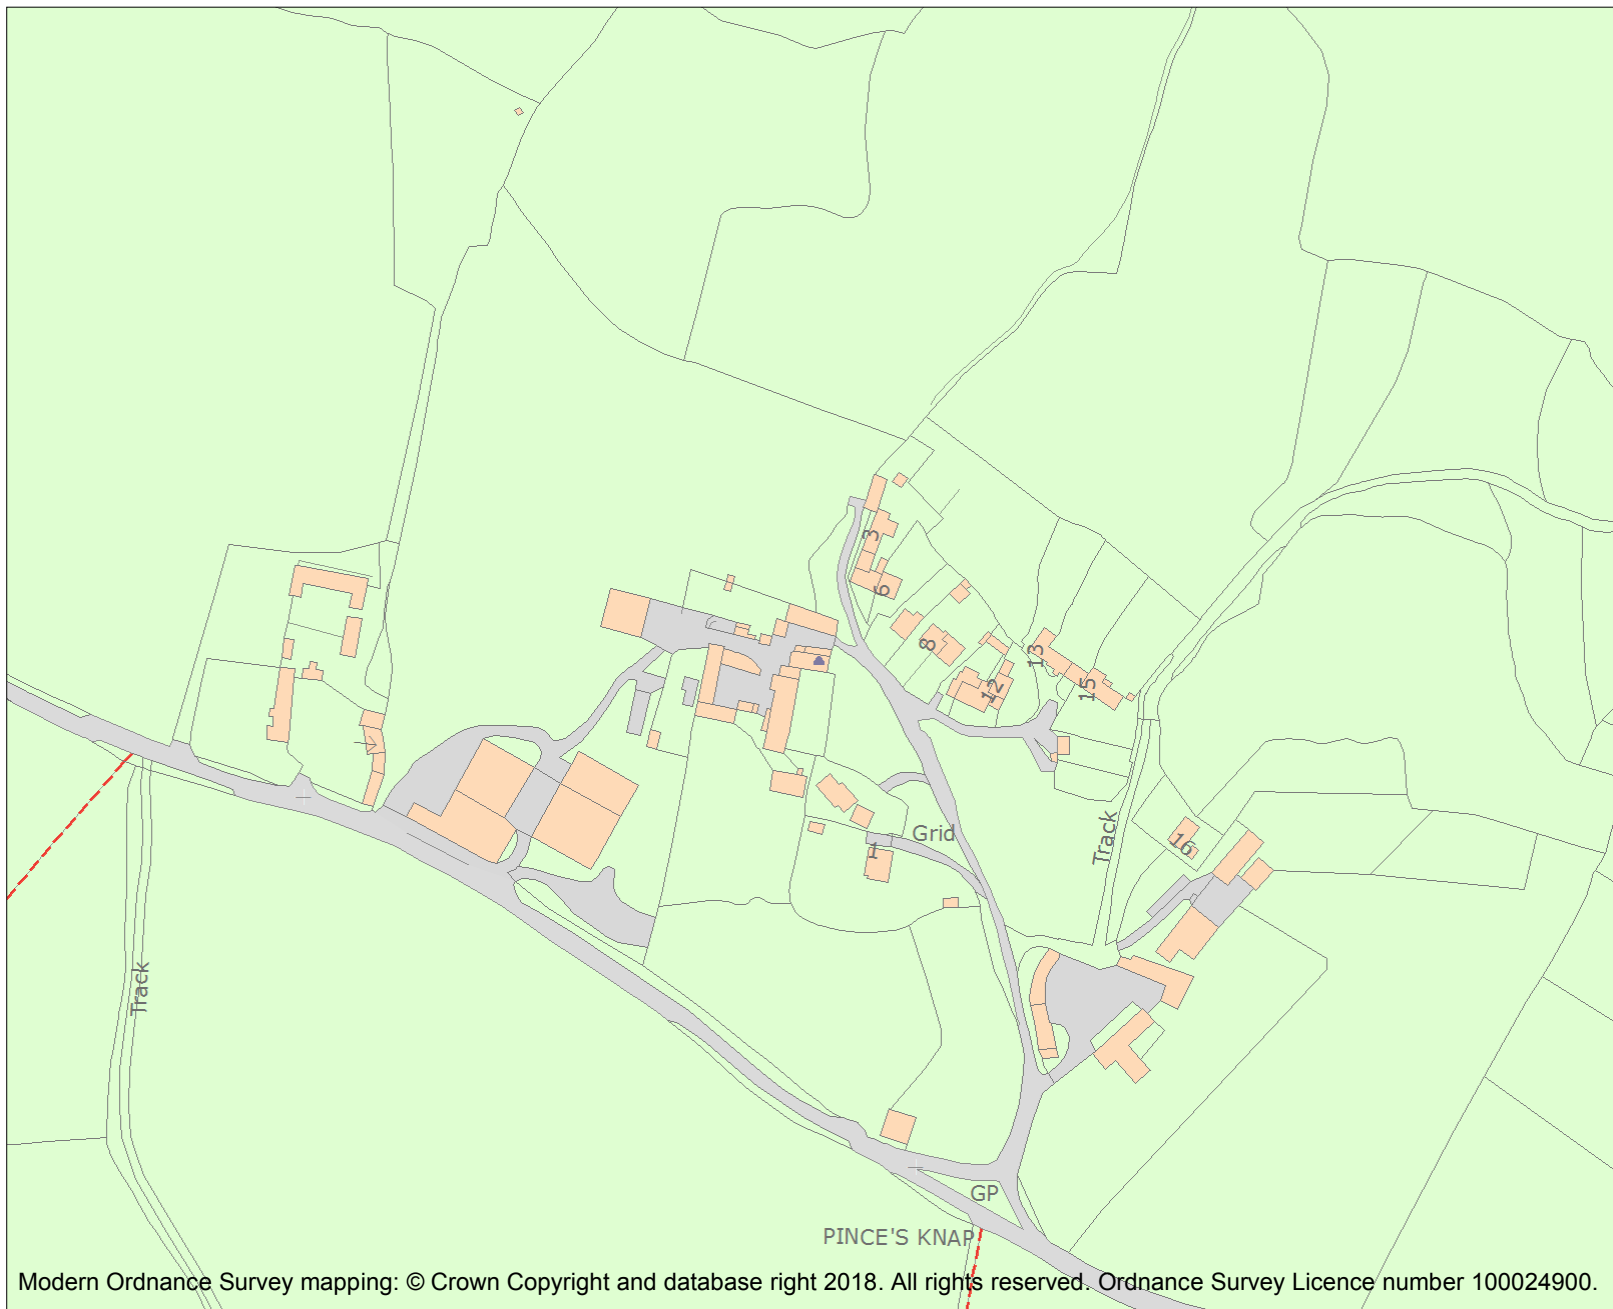 3
6
8
13
12
15
Grid
1
Track
16
Track
GP
PINCE'S KNAP
Modern Ordnance Survey mapping: © Crown Copyright and database right 2018. All rights reserved. Ordnance Survey Licence number 100024900.